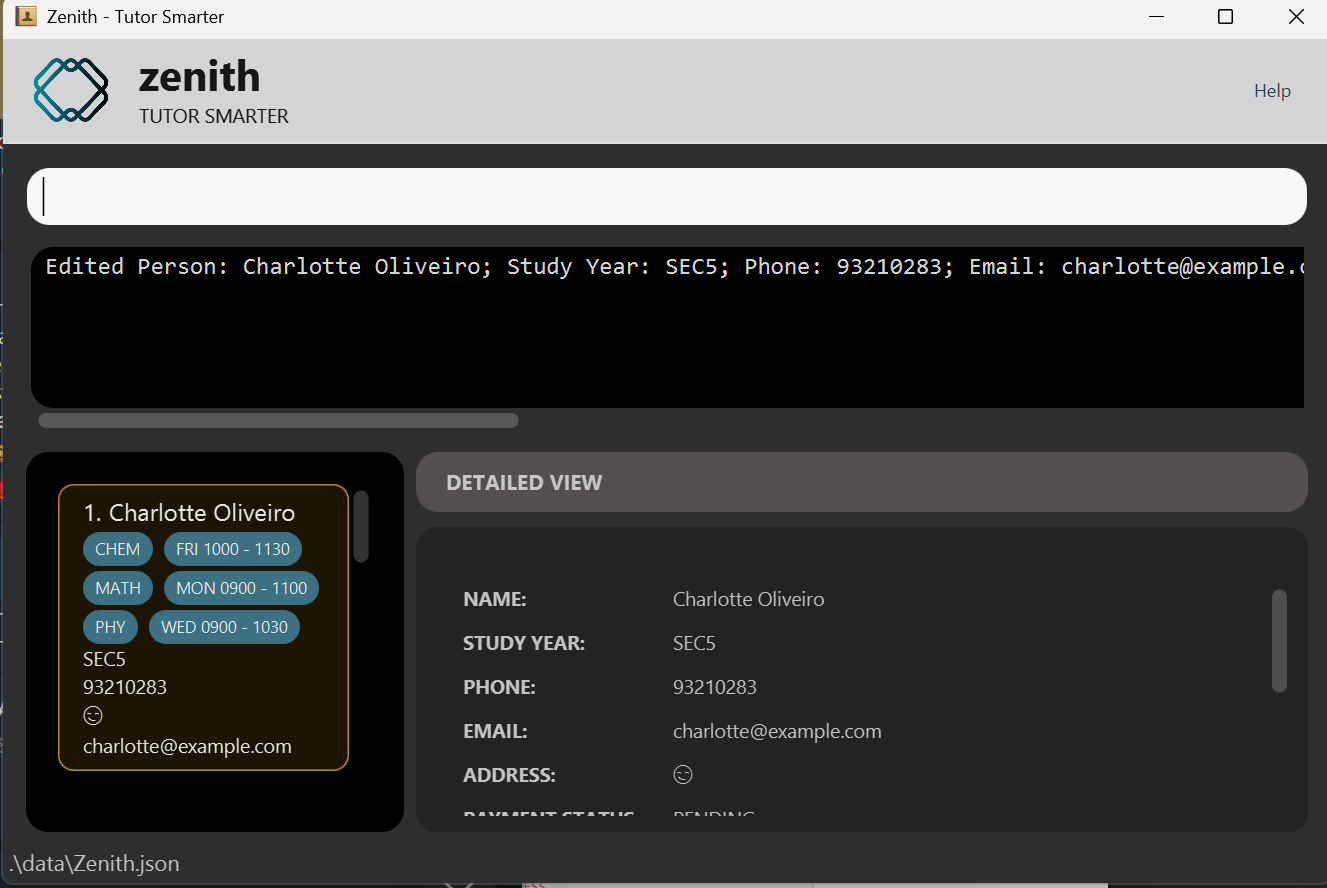 Zenith - Tutor Smarter
zenith
TUTOR SMARTER
Help
Edited Person: Charlotte Oliveiro; Study Year: SEC5; Phone: 93210283; Email: charlotte@example.c
1. Charlotte Oliveiro
CHEM FRI 1000 - 1130
MATH MON 0900 - 1100
PHY WED 0900 - 1030
SEC5
93210283
😉
charlotte@example.com
DETAILED VIEW
NAME: Charlotte Oliveiro
STUDY YEAR: SEC5
PHONE: 93210283
EMAIL: charlotte@example.com
ADDRESS: 😉
PAYMENT STATUS PENDING
.\data\Zenith.json